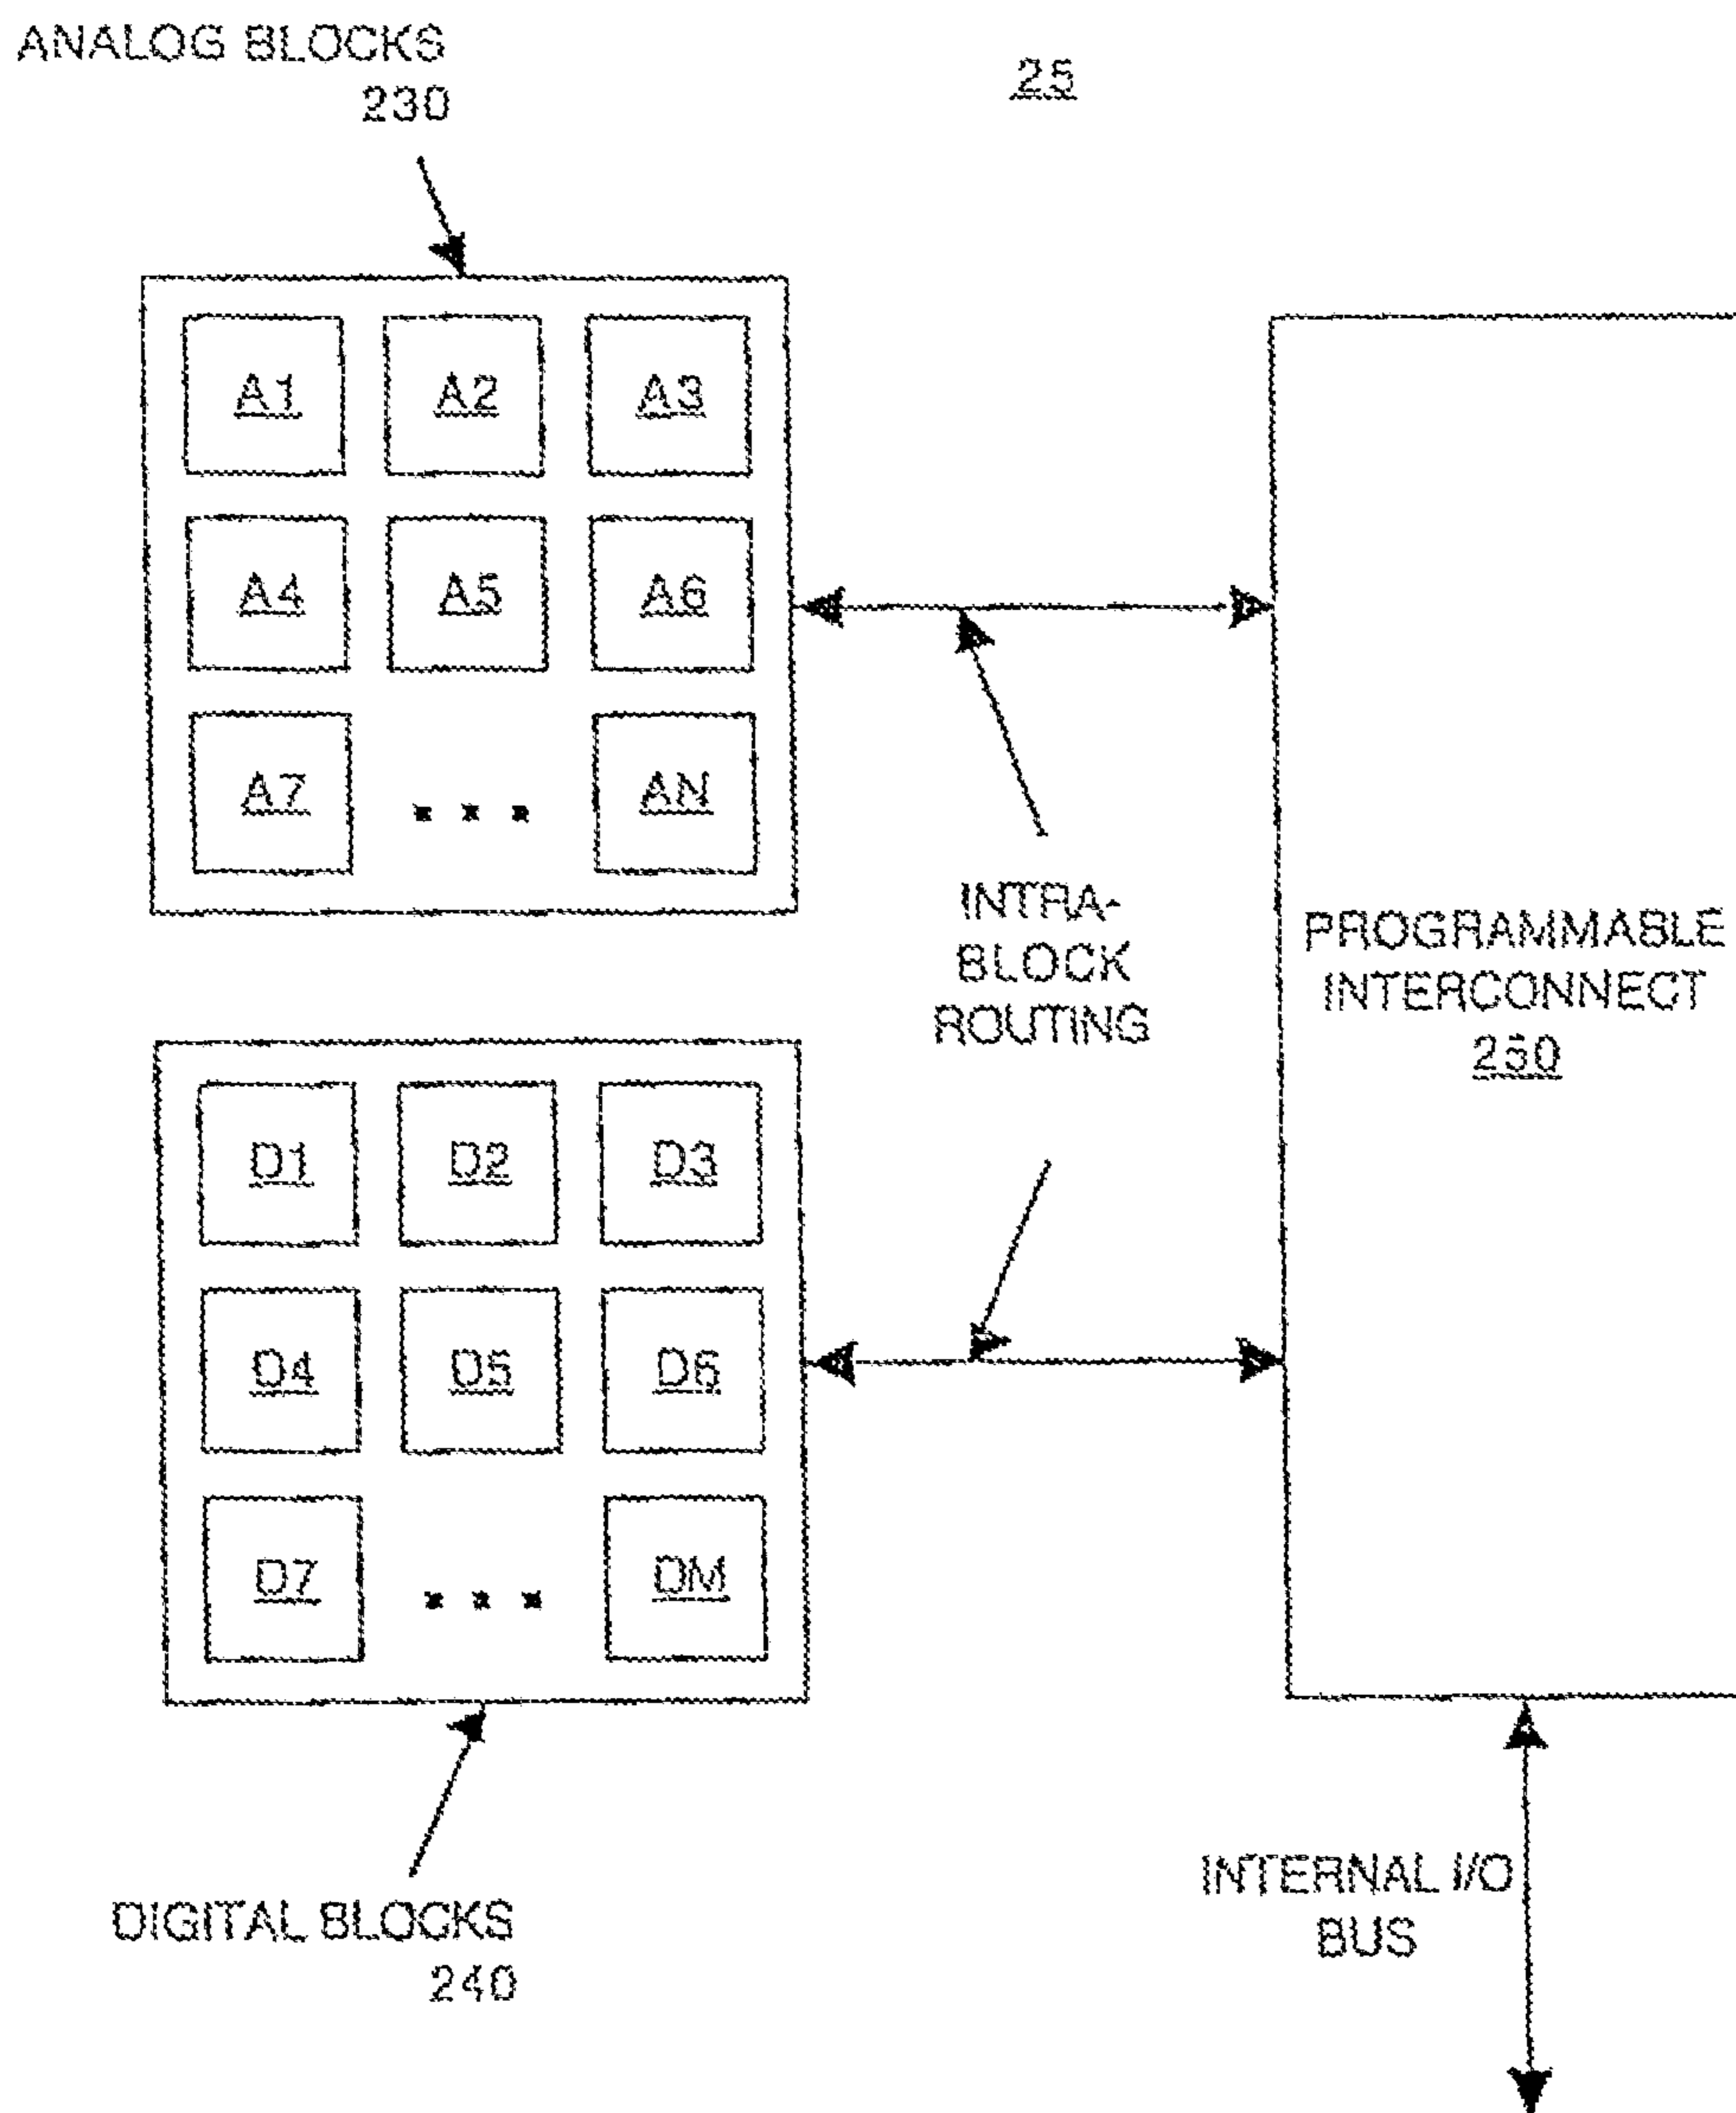 ANALOG BLOCKS
230
25
A1 A2 A3
A4 A5 A6
A7 ... AN
INTRA-
BLOCK
ROUTING
PROGRAMMABLE
INTERCONNECT
250
D1 D2 D3
D4 D5 D6
D7 ... DM
DIGITAL BLOCKS
240
INTERNAL I/O
BUS